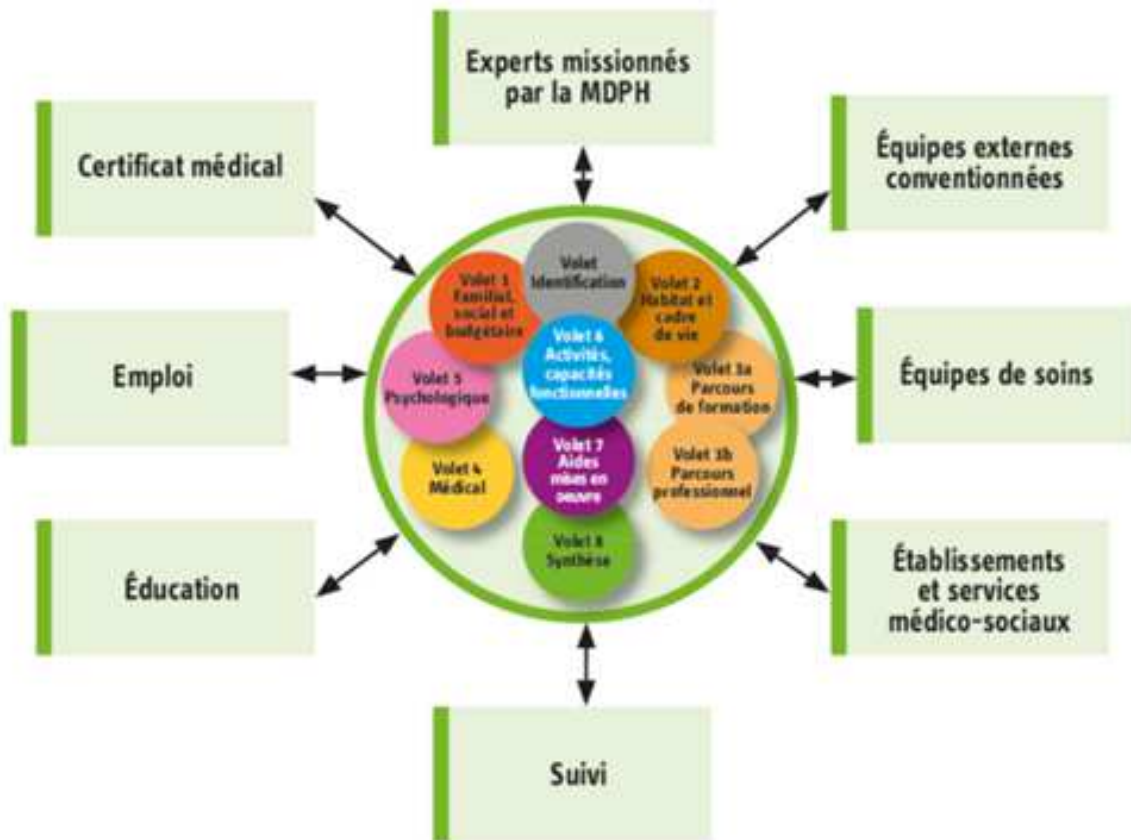 Experts missionnés
par la MDPH
Certificat médical
Équipes externes
conventionnées
Emploi
Équipes de soins
Éducation
Établissements
et services
médico-sociaux
Suivi
Volet
Identification
Volet 1
Familial,
social et
budgétaire
Volet 2
Habitat et
cadre
de vie
Volet 6
Activités,
capacités
fonctionnelles
Volet 5
Psychologique
Volet 3a
Parcours
de formation
Volet 4
Médical
Volet 7
Aides
mises en
oeuvre
Volet 3b
Parcours
professionnel
Volet 8
Synthèse